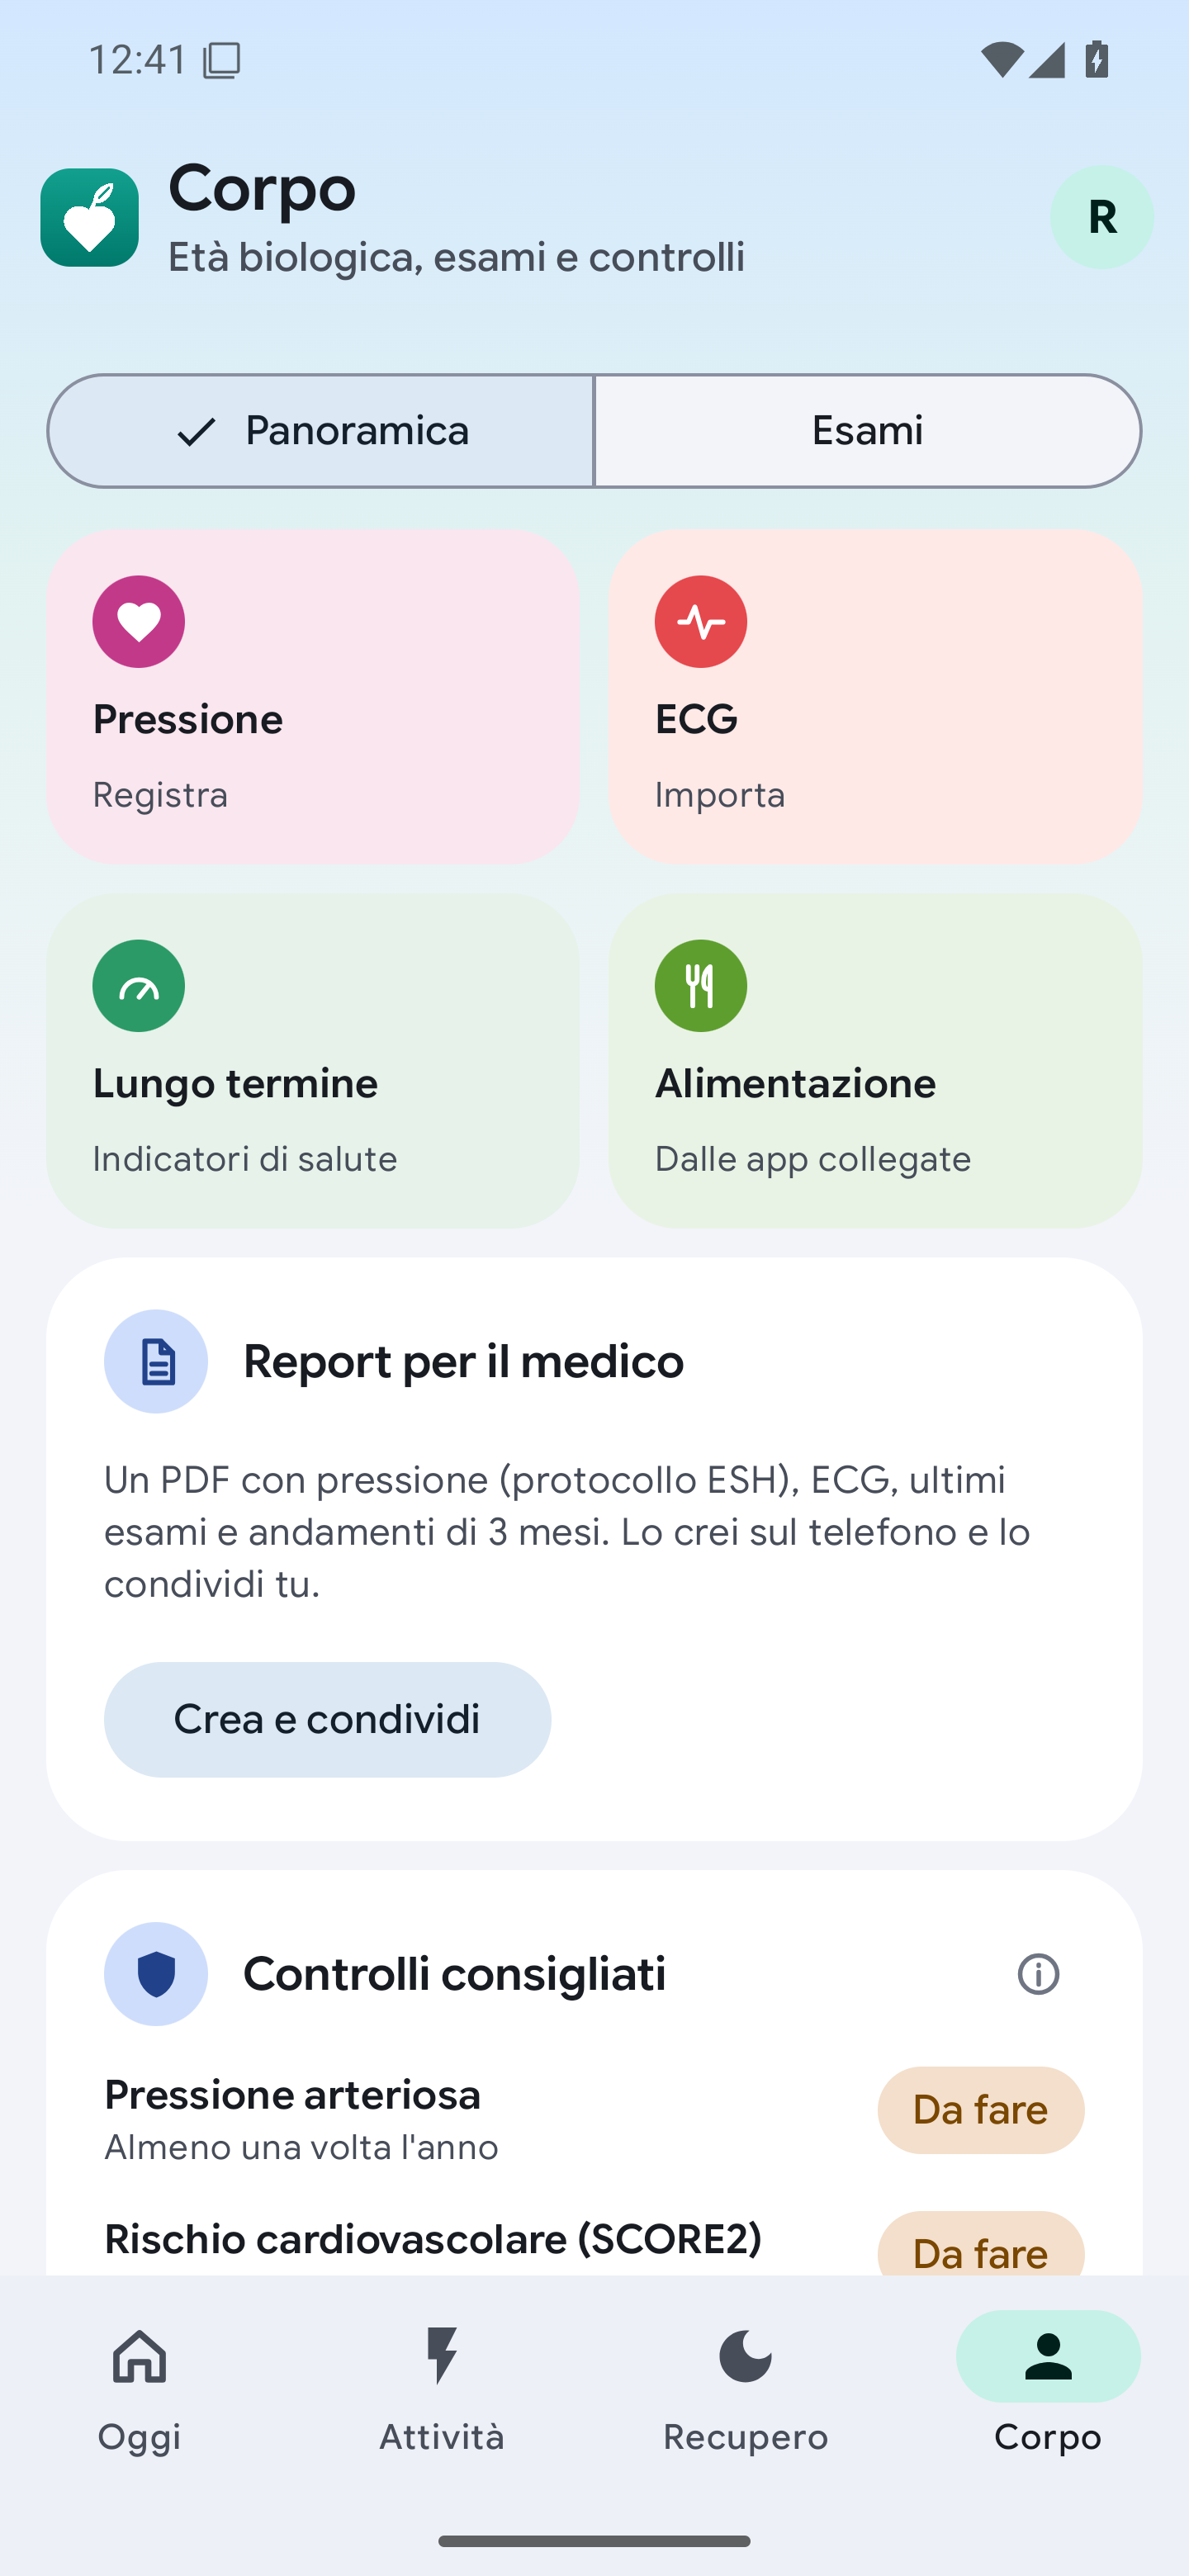 12:41
Corpo
Età biologica, esami e controlli
R
Panoramica
Esami
Pressione
Registra
ECG
Importa
Lungo termine
Indicatori di salute
Alimentazione
Dalle app collegate
Report per il medico
Un PDF con pressione (protocollo ESH), ECG, ultimi
esami e andamenti di 3 mesi. Lo crei sul telefono e lo
condividi tu.
Crea e condividi
Controlli consigliati
Pressione arteriosa
Da fare
Almeno una volta l'anno
Rischio cardiovascolare (SCORE2)
Da fare
Oggi
Attività
Recupero
Corpo